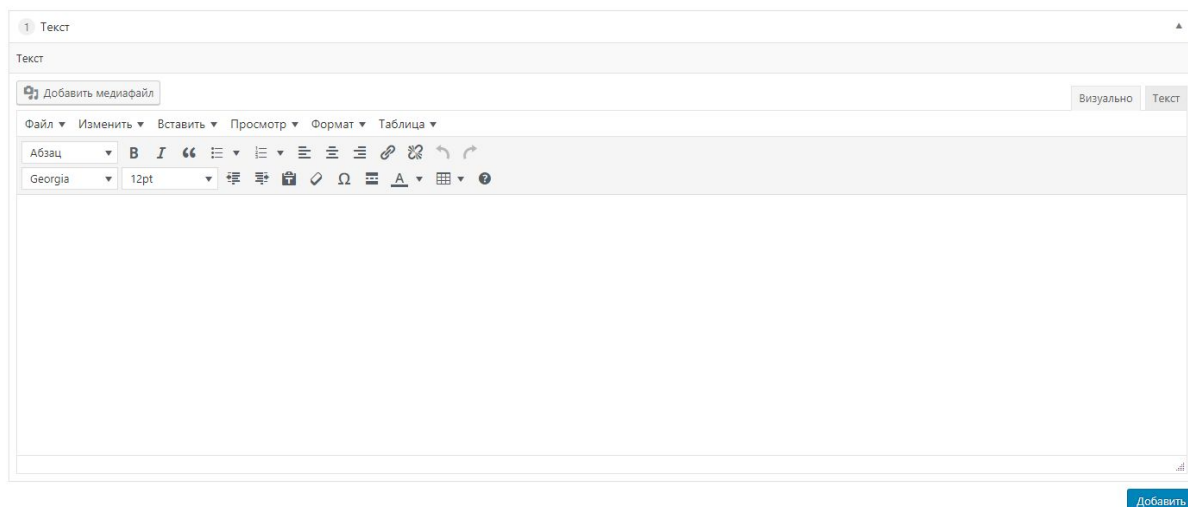 1 Текст
Текст
Добавить медиафайл
Визуально Текст
Файл Изменить Вставить Просмотр Формат Таблица
Абзац B I
Georgia 12pt Ω A
Добавить